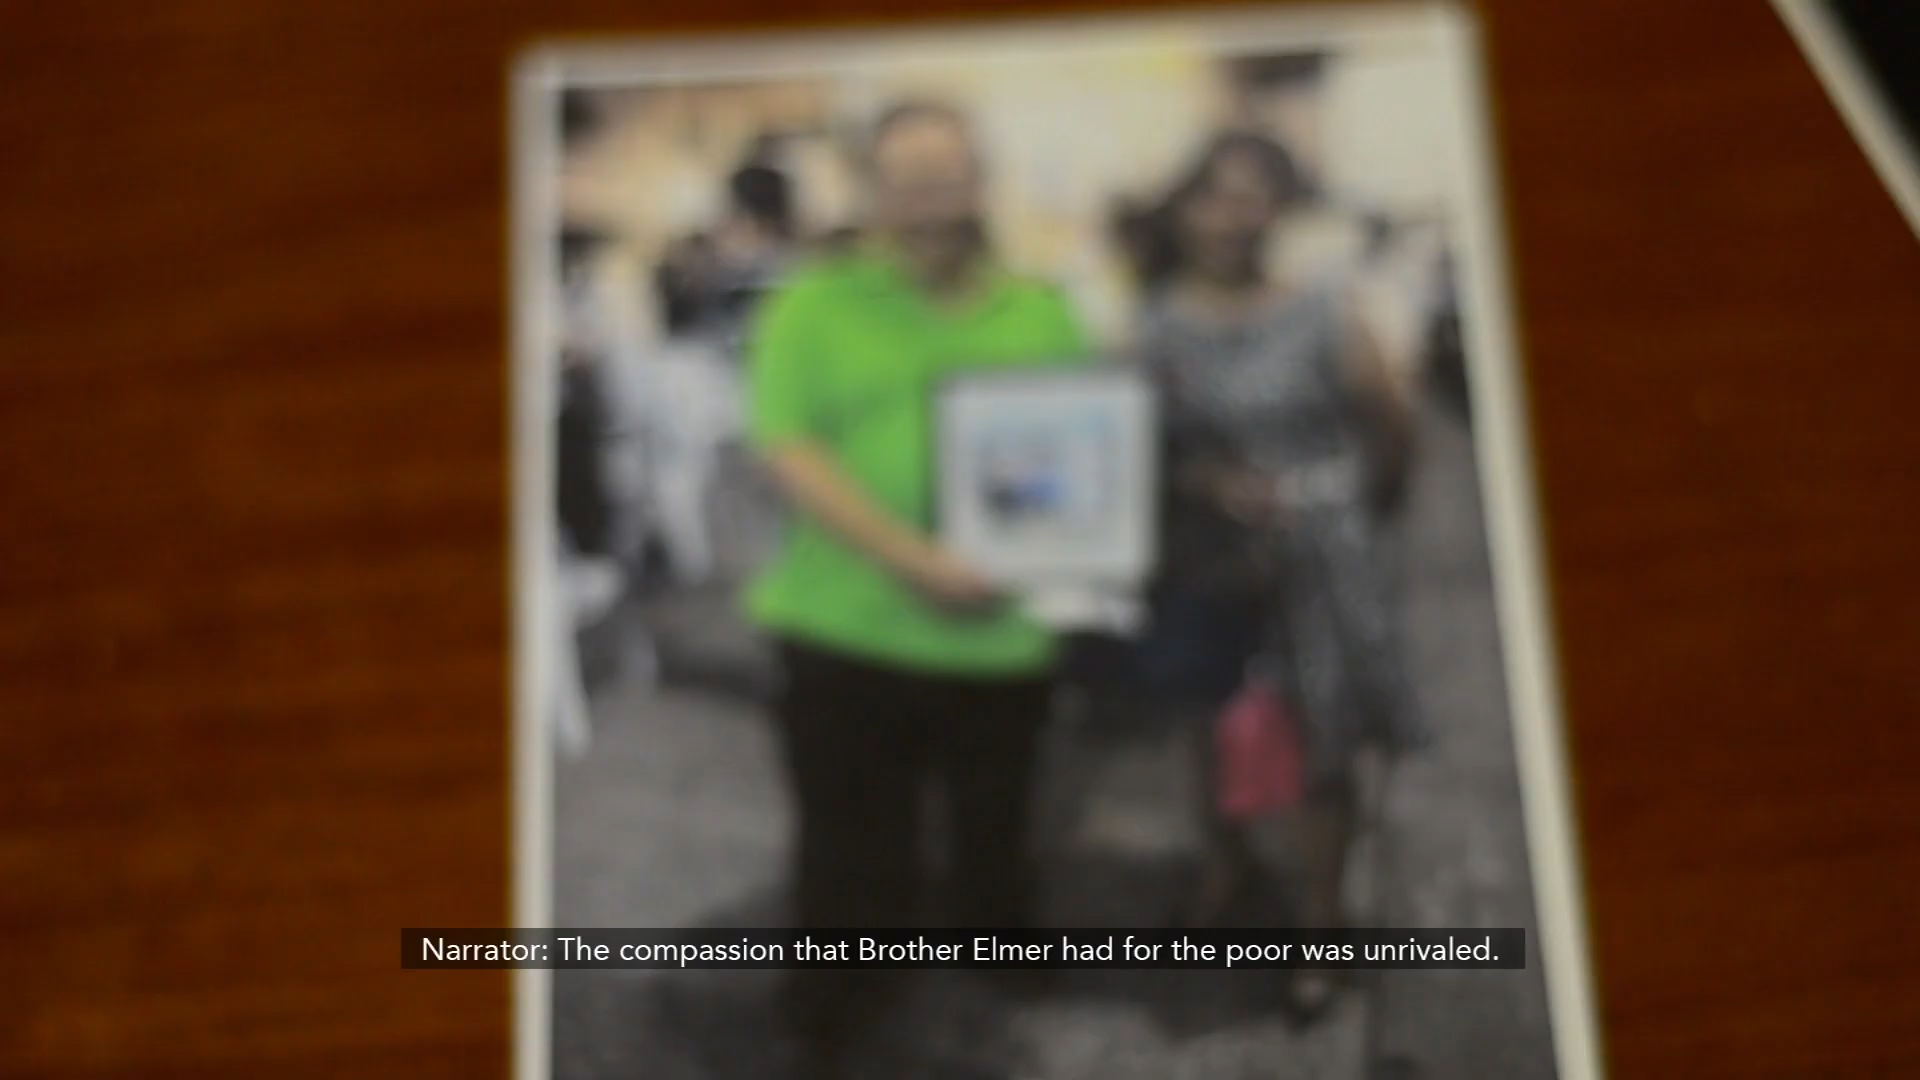 Narrator: The compassion that Brother Elmer had for the poor was unrivaled.